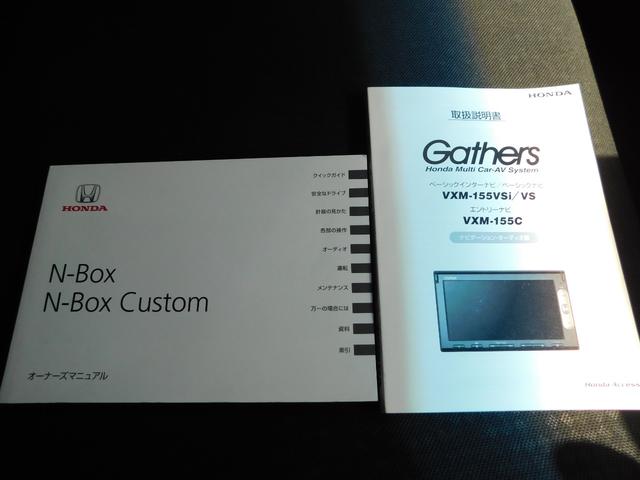 HONDA
N-Box
N-Box Custom
オーナーズマニュアル
クイックガイド
安全なドライブ
計器の見かた
各部の操作
オーディオ
運転
メンテナンス
万一の場合には
資料
索引
HONDA
取扱説明書
Gathers
Honda Multi Car-AV System
ベーシックインターナビ/ベーシックナビ
VXM-155VSi/VS
エントリーナビ
VXM-155C
ナビゲーション・オーディオ編
Honda Access